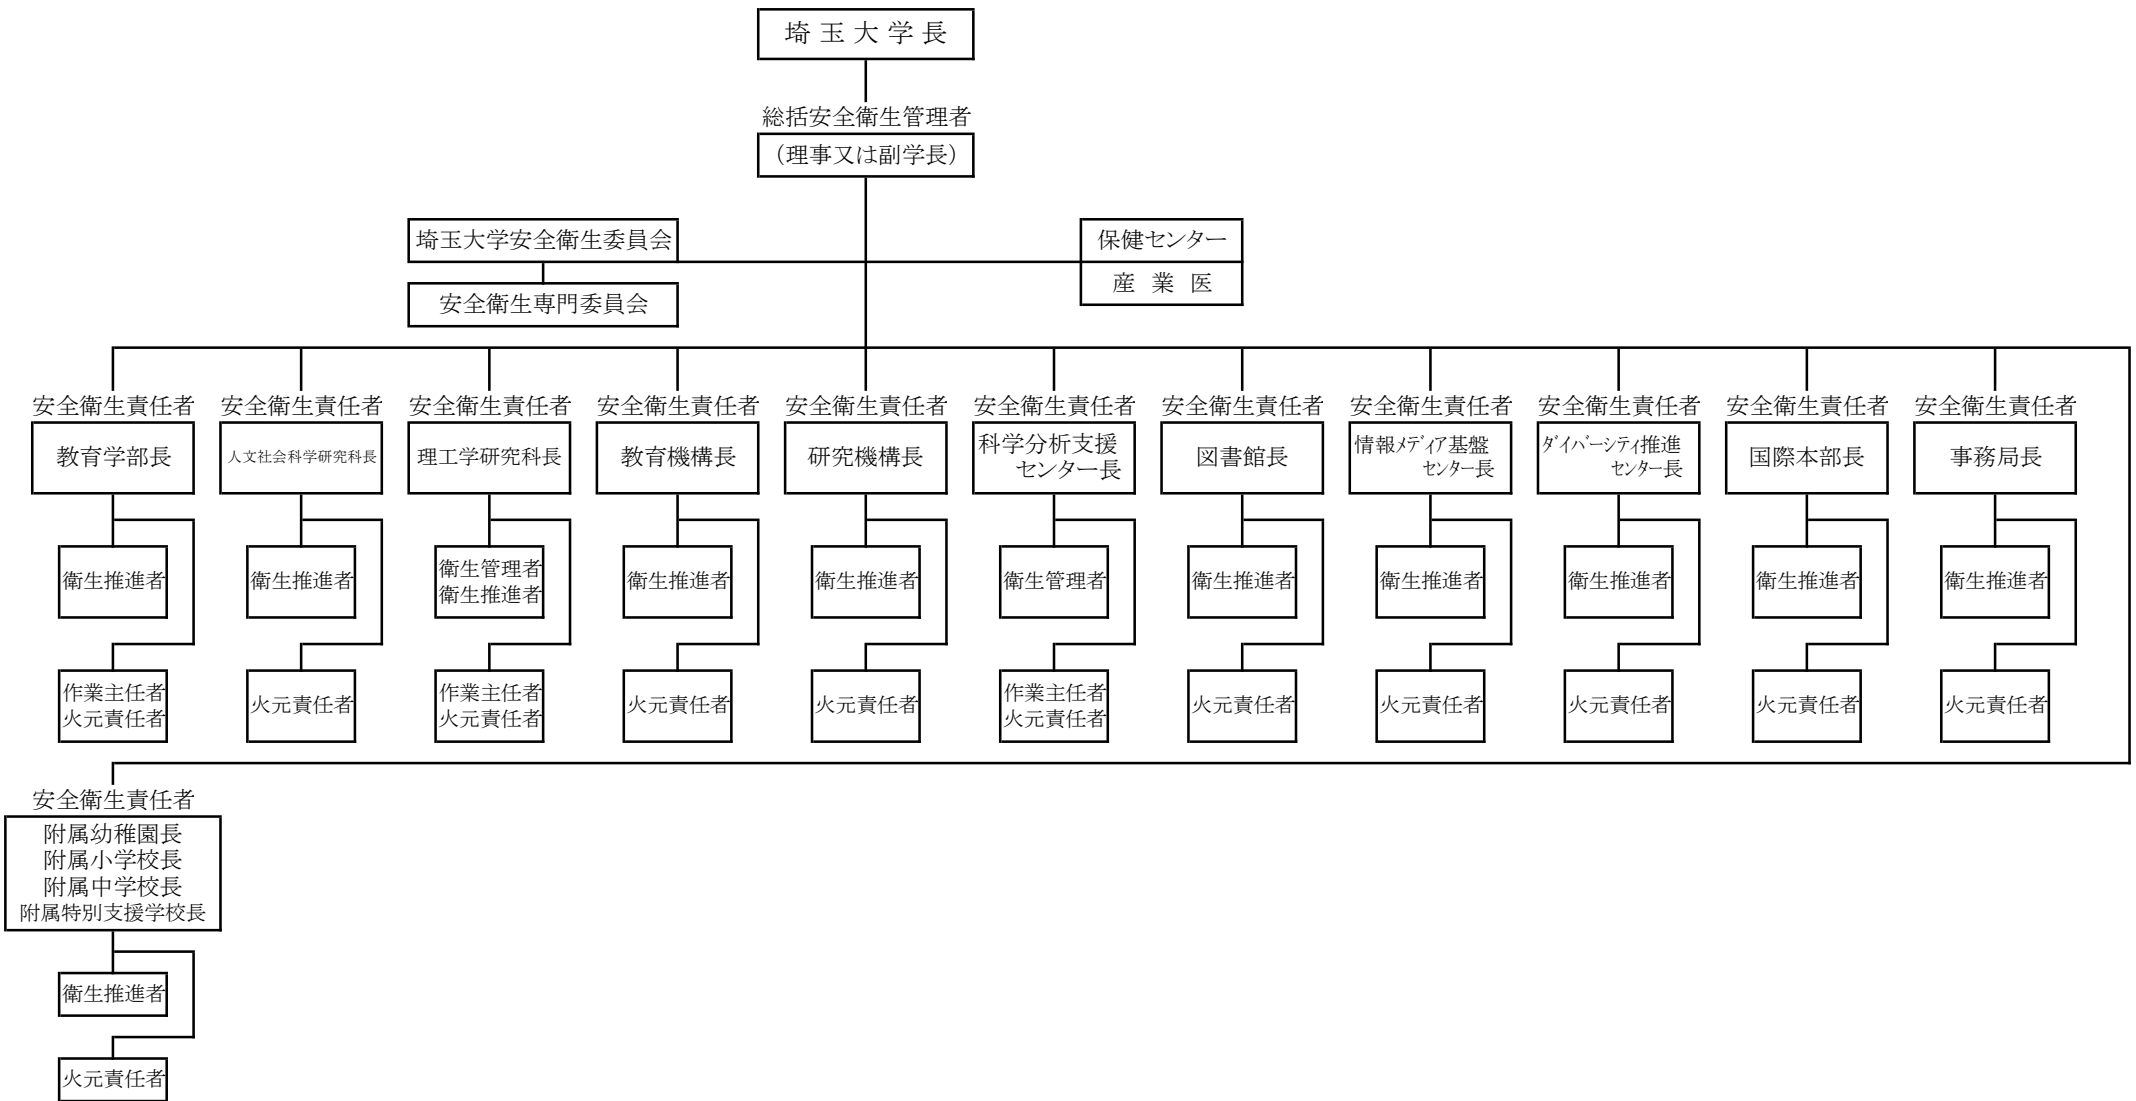 埼玉大学長
総括安全衛生管理者
（理事又は副学長）
埼玉大学安全衛生委員会
保健センター
産業医
安全衛生専門委員会
安全衛生責任者
安全衛生責任者
安全衛生責任者
安全衛生責任者
安全衛生責任者
安全衛生責任者
安全衛生責任者
安全衛生責任者
安全衛生責任者
安全衛生責任者
安全衛生責任者
教育学部長
人文社会科学研究科長
理工学研究科長
教育機構長
研究機構長
科学分析支援
センター長
図書館長
情報ﾒﾃﾞｨｱ基盤
ｾﾝﾀｰ長
ﾀﾞｲﾊﾞｰｼﾃｨ推進
ｾﾝﾀｰ長
国際本部長
事務局長
衛生推進者
衛生推進者
衛生管理者
衛生推進者
衛生推進者
衛生推進者
衛生管理者
衛生推進者
衛生推進者
衛生推進者
衛生推進者
衛生推進者
作業主任者
火元責任者
火元責任者
作業主任者
火元責任者
火元責任者
火元責任者
作業主任者
火元責任者
火元責任者
火元責任者
火元責任者
火元責任者
火元責任者
安全衛生責任者
附属幼稚園長
附属小学校長
附属中学校長
附属特別支援学校長
衛生推進者
火元責任者